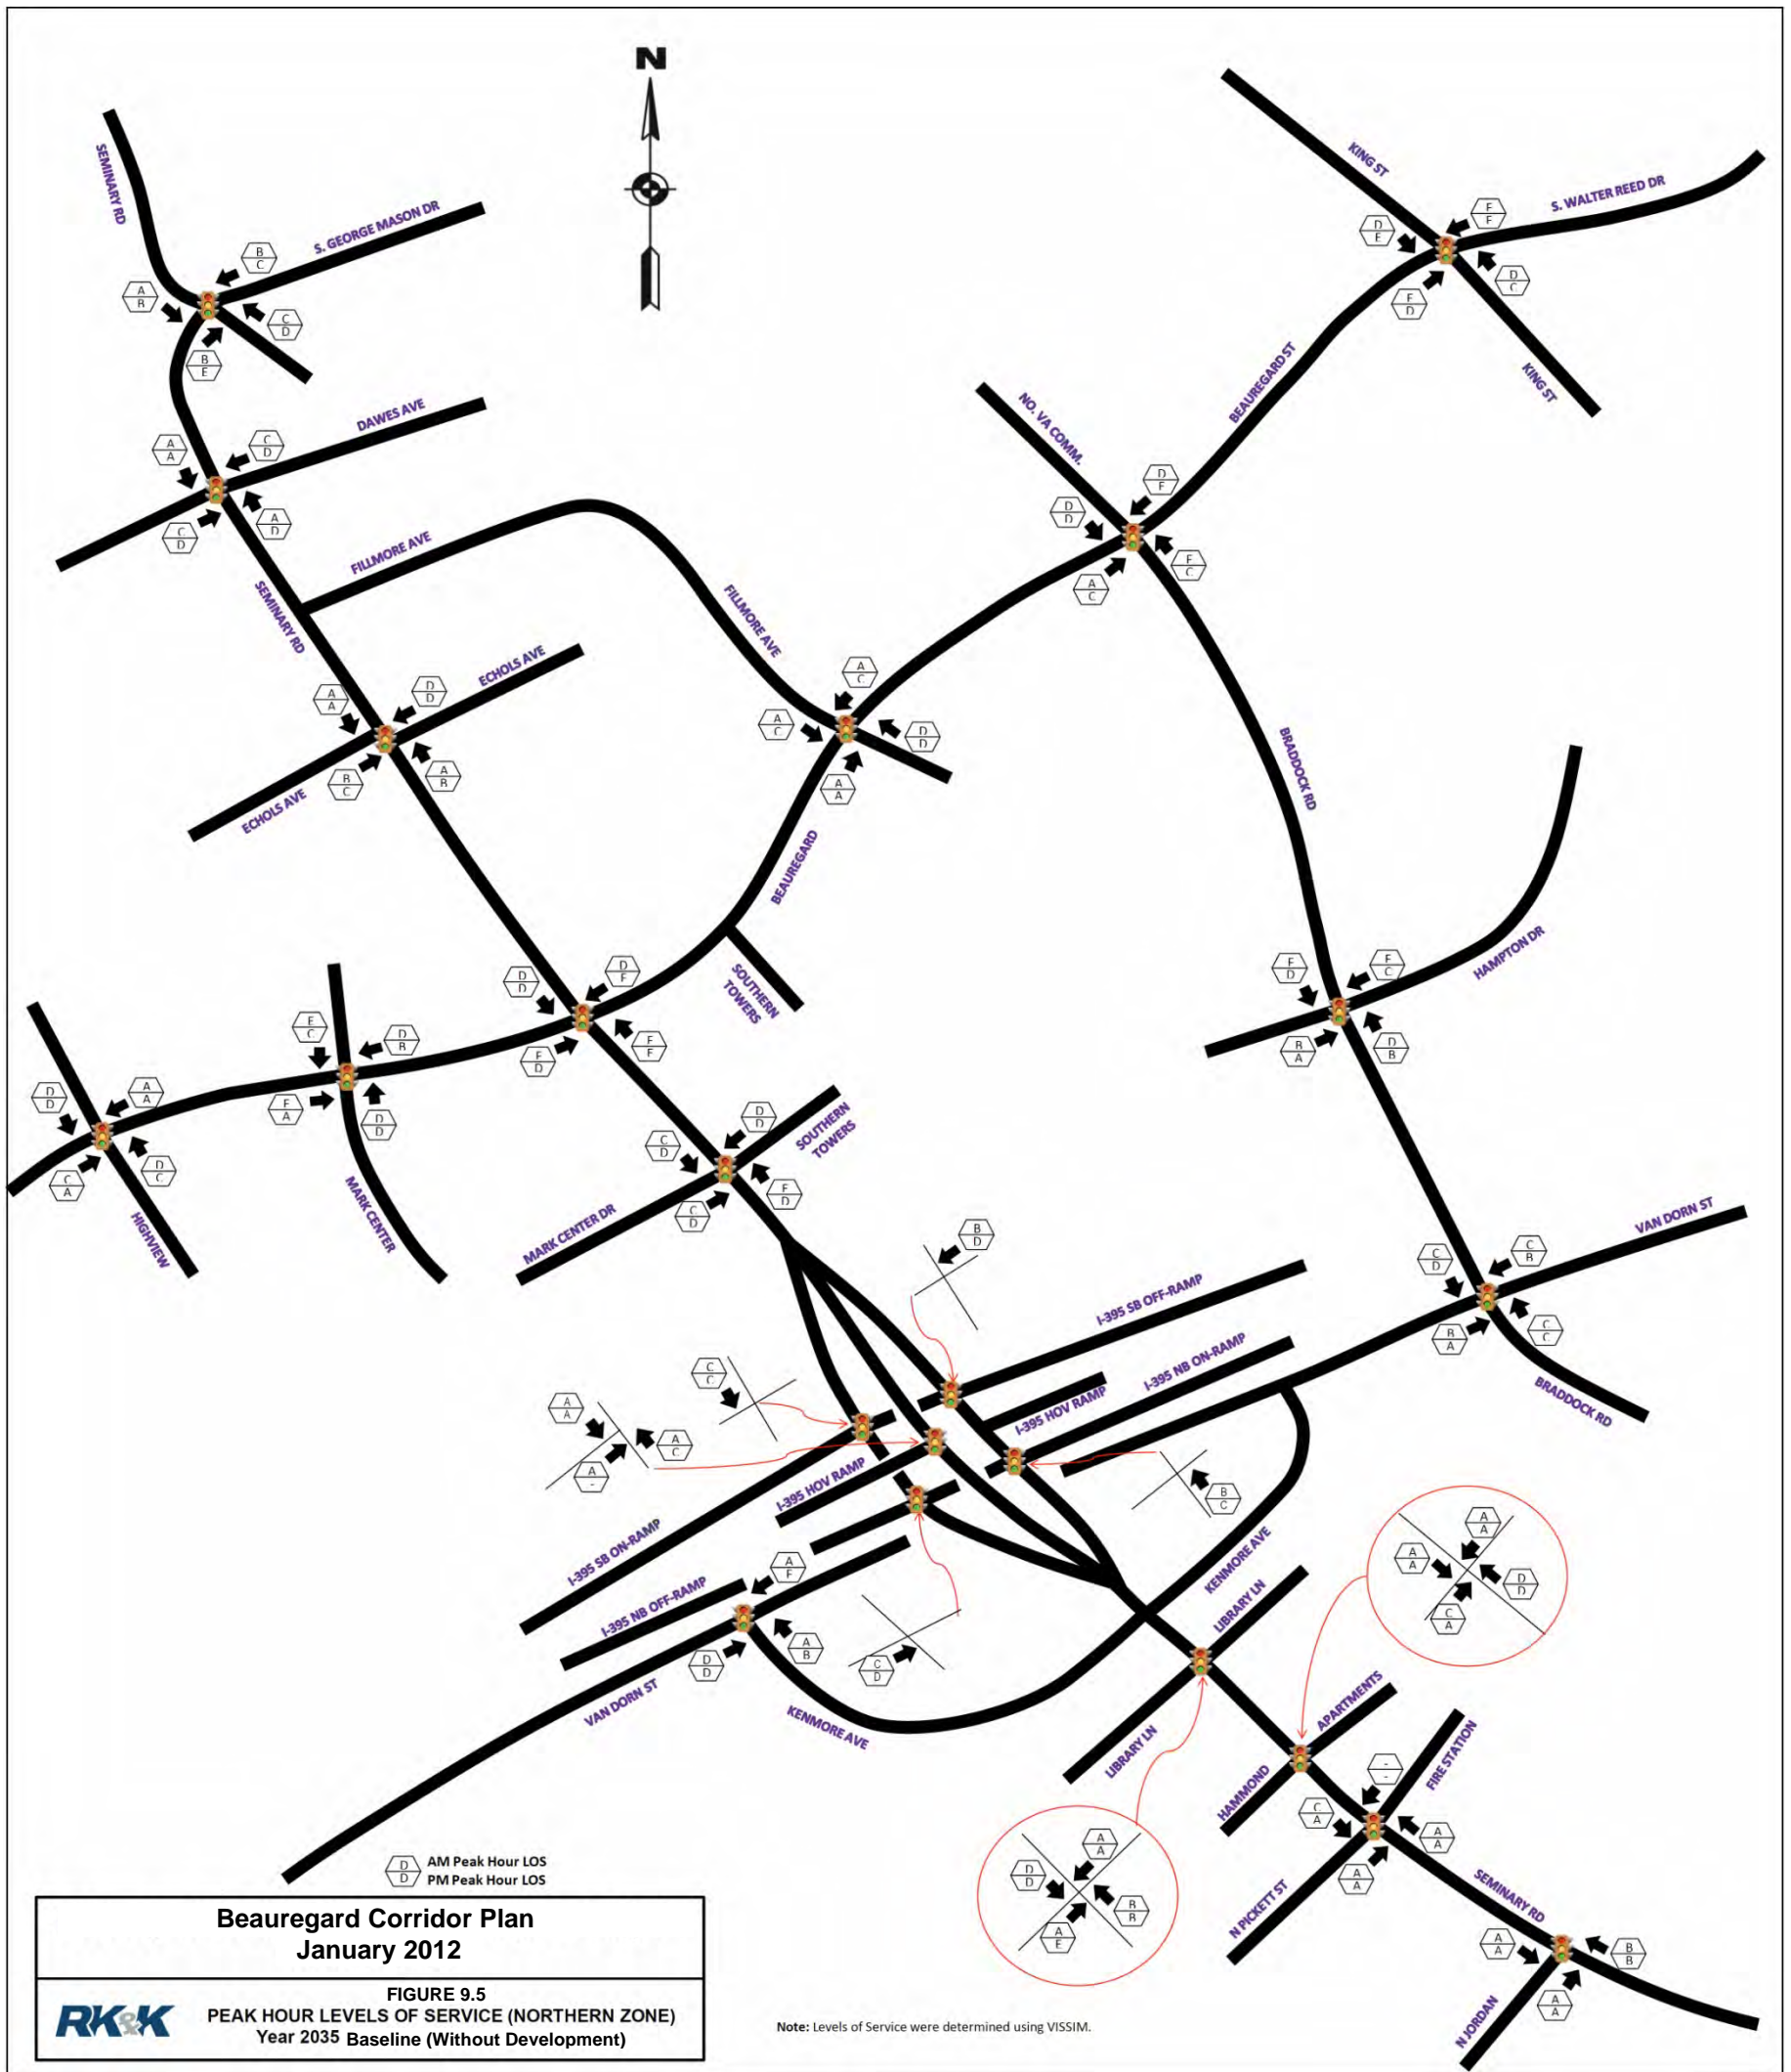 N
SEMINARY RD
S. GEORGE MASON DR
B
C
A
B
C
D
B
E
KING ST
S. WALTER REED DR
F
F
D
E
D
C
F
D
KING ST
BEAUREGARD ST
DAWES AVE
A
A
C
D
A
D
C
D
NO. VA COMM.
D
F
D
D
F
C
A
C
FILLMORE AVE
FILLMORE AVE
SEMINARY RD
ECHOLS AVE
A
A
D
D
A
B
B
C
ECHOLS AVE
A
C
A
C
D
D
A
A
BRADDOCK RD
BEAUREGARD
SOUTHERN
TOWERS
D
D
D
F
F
F
F
D
HAMPTON DR
F
D
F
C
D
B
B
A
E
C
D
B
F
A
D
D
MARK CENTER
D
D
A
A
D
C
C
A
HIGHVIEW
SOUTHERN
TOWERS
D
D
C
D
F
D
C
D
MARK CENTER DR
B
D
VAN DORN ST
C
D
C
B
C
C
B
A
BRADDOCK RD
I-395 SB OFF-RAMP
I-395 NB ON-RAMP
I-395 HOV RAMP
C
C
A
A
A
C
A
-
I-395 HOV RAMP
B
C
I-395 SB ON-RAMP
I-395 NB OFF-RAMP
A
F
A
B
D
D
C
D
VAN DORN ST
KENMORE AVE
KENMORE AVE
LIBRARY LN
LIBRARY LN
A
A
A
A
D
D
C
A
APARTMENTS
HAMMOND
FIRE STATION
-
-
C
A
A
A
A
A
N PICKETT ST
SEMINARY RD
A
A
D
D
B
B
A
E
A
A
B
B
A
A
N JORDAN
D
D
AM Peak Hour LOS
PM Peak Hour LOS
Beauregard Corridor Plan
January 2012
RK&K
FIGURE 9.5
PEAK HOUR LEVELS OF SERVICE (NORTHERN ZONE)
Year 2035 Baseline (Without Development)
Note: Levels of Service were determined using VISSIM.